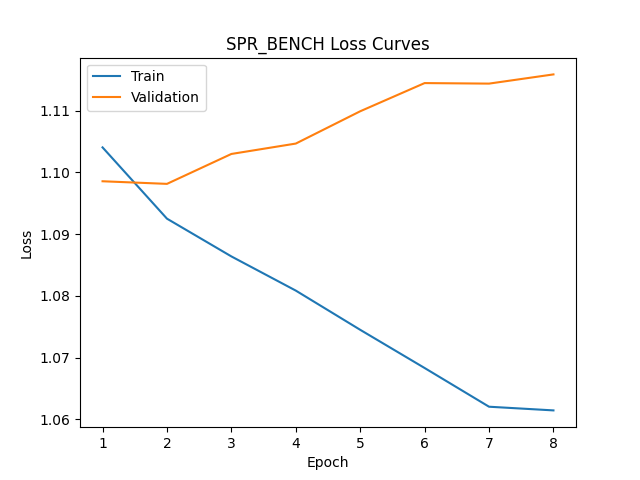 SPR_BENCH Loss Curves
Train
Validation
Loss
1.11
1.10
1.09
1.08
1.07
1.06
1 2 3 4 5 6 7 8
Epoch